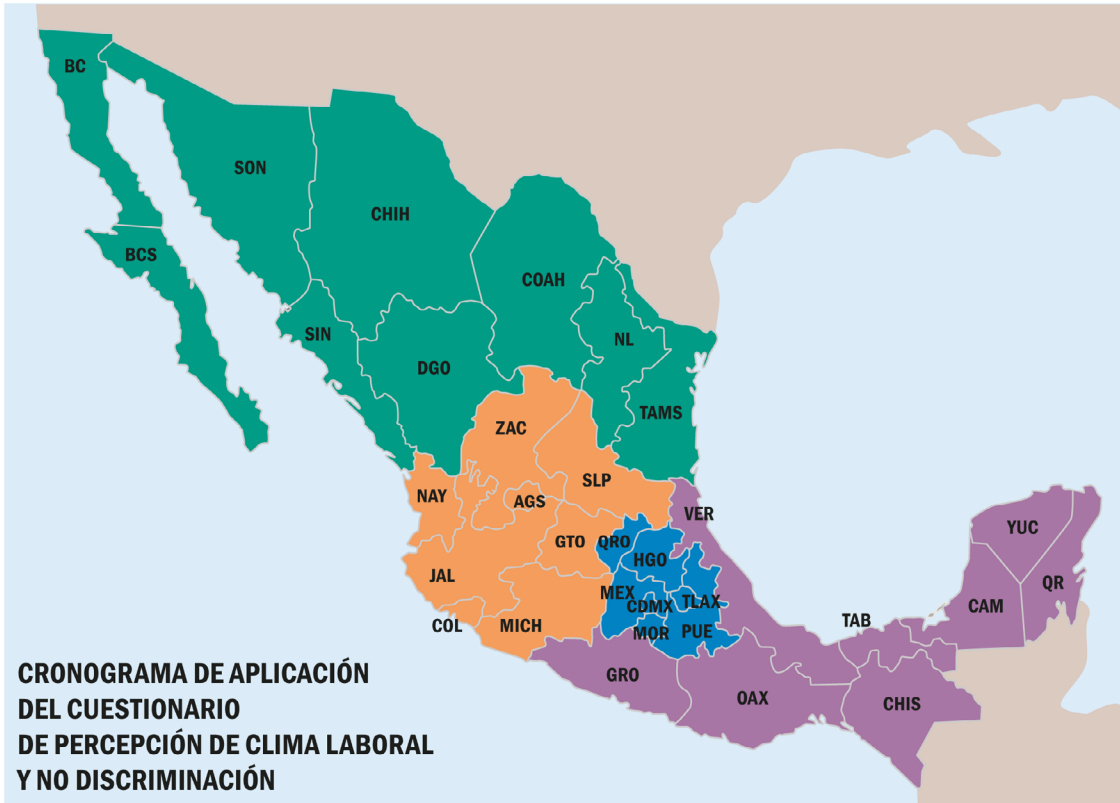 BC
SON
CHIH
BCS
COAH
SIN
NL
DGO
TAMS
ZAC
SLP
NAY
AGS
VER
GTO
QRO
HGO
YUC
JAL
MEX
CDMX
TLAX
QR
CAM
COL
MICH
MOR
PUE
TAB
GRO
OAX
CHIS
CRONOGRAMA DE APLICACIÓN
DEL CUESTIONARIO
DE PERCEPCIÓN DE CLIMA LABORAL
Y NO DISCRIMINACIÓN